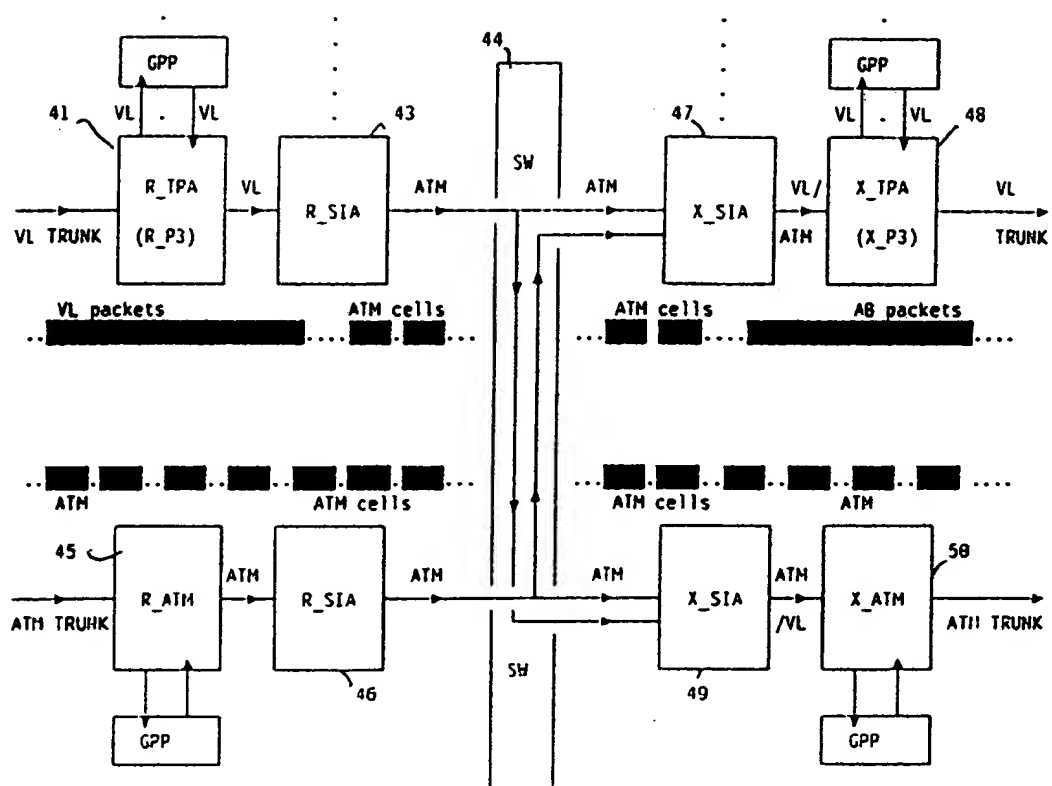 44
GPP
GPP
41
VL
VL
43
47
VL
VL
48
SW
R_TPA
(R_P3)
VL
R_SIA
ATM
ATM
X_SIA
VL/
ATM
X_TPA
(X_P3)
VL
TRUNK
VL TRUNK
VL packets
ATM cells
ATM cells
AB packets
ATM
ATM cells
ATM cells
ATM
45
50
R_ATM
ATM
R_SIA
ATM
ATM
X_SIA
ATM
/VL
X_ATM
ATM TRUNK
ATM TRUNK
46
SW
49
GPP
GPP